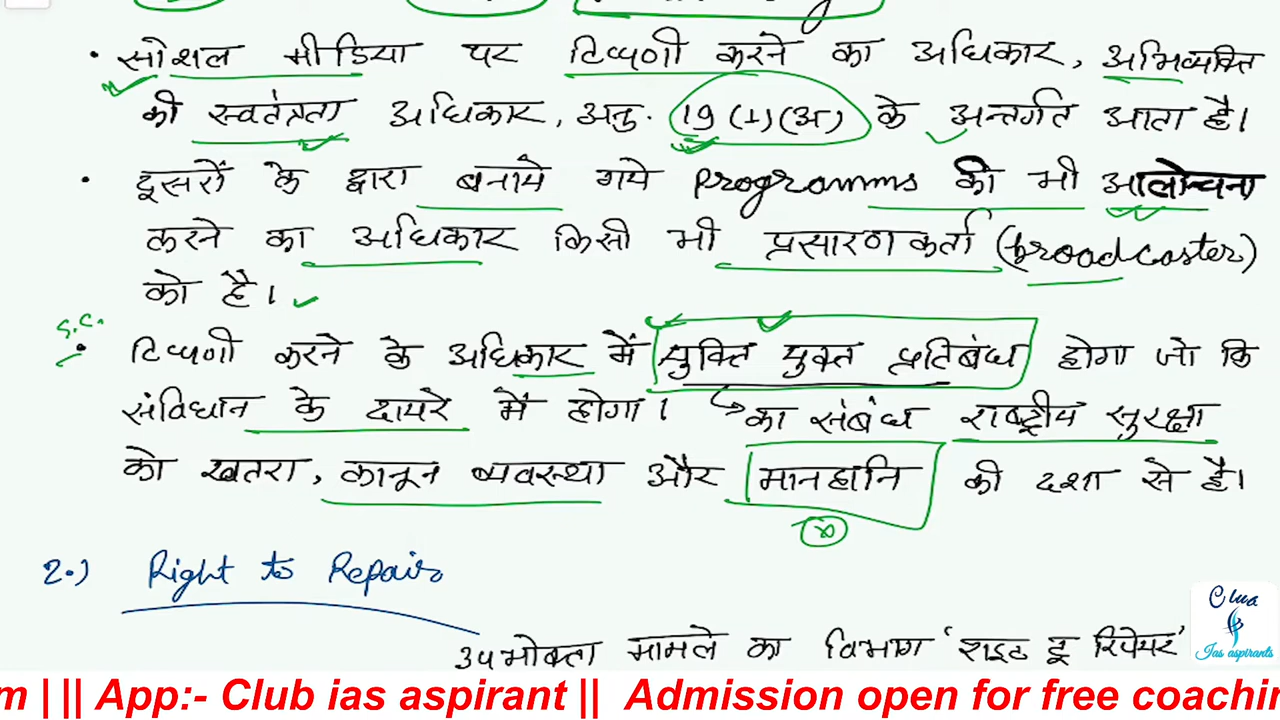 • सोशल मीडिया पर टिप्पणी करने का अधिकार, अभिव्यक्ति
की स्वतंत्रता अधिकार, अनु. 19 (1) (अ) के अन्तर्गत आता है।
• दूसरों के द्वारा बनाये गये Programms की भी आलोचना
करने का अधिकार किसी भी प्रसारणकर्ता (broadcaster)
को है।
S.C.
• टिप्पणी करने के अधिकार में युक्ति युक्त प्रतिबंध होगा जो कि
संविधान के दायरे में होगा। का संबंध राष्ट्रीय सुरक्षा
को खतरा, कानून व्यवस्था और मानहानि की दशा से है।
2.) Right to Repair
उपभोक्ता मामले का विभाग 'राइट टू रिपेयर'
Club
Ias aspirants
m | || App:- Club ias aspirant || Admission open for free coachin